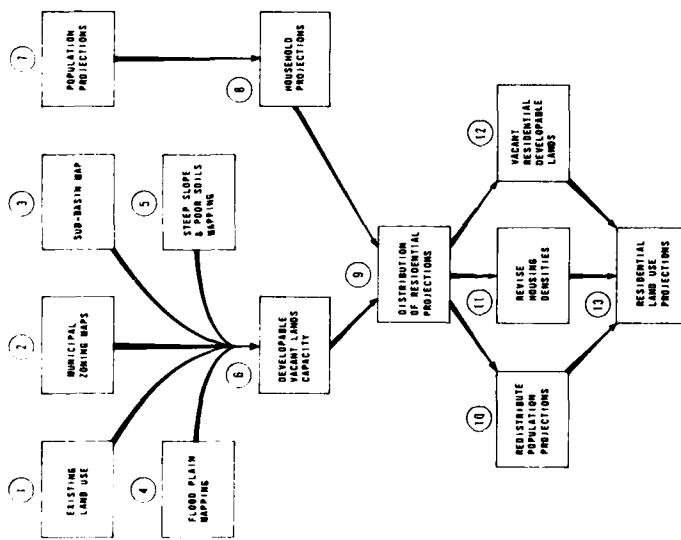 1
EXISTING
LAND USE
2
MUNICIPAL
ZONING MAPS
3
SUB-BASIN MAP
7
POPULATION
PROJECTIONS
4
FLOOD PLAIN
MAPPING
5
STEEP SLOPE
& POOR SOILS
MAPPING
6
DEVELOPABLE
VACANT LANDS
CAPACITY
8
HOUSEHOLD
PROJECTIONS
9
DISTRIBUTION
OF RESIDENTIAL
PROJECTIONS
10
REDISTRIBUTE
POPULATION
PROJECTIONS
11
REVISE
HOUSING
DENSITIES
12
VACANT
RESIDENTIAL
DEVELOPABLE
LANDS
13
RESIDENTIAL
LAND USE
PROJECTIONS